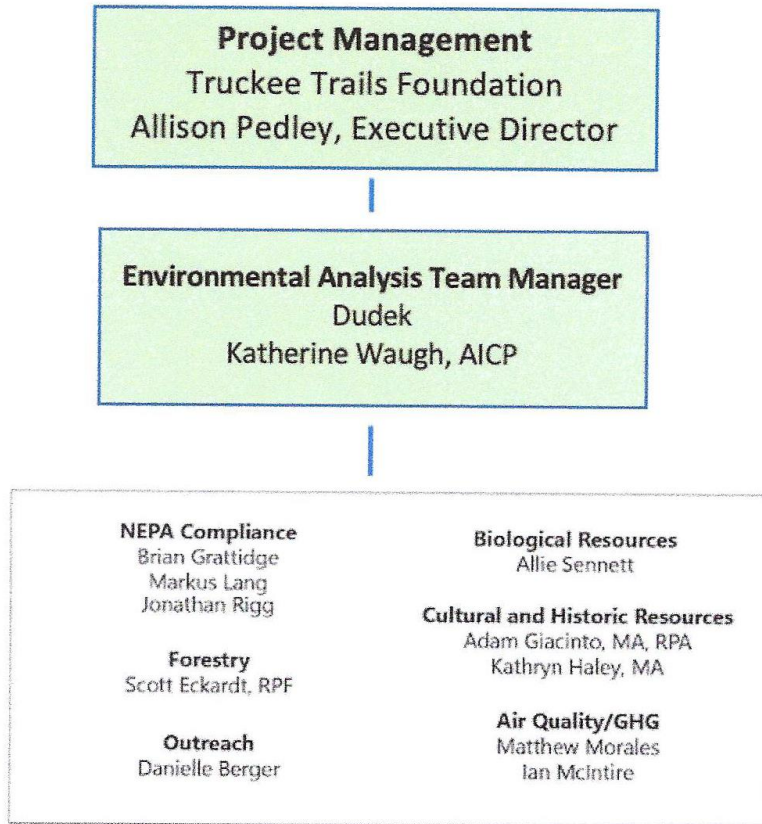 Project Management
Truckee Trails Foundation
Allison Pedley, Executive Director
Environmental Analysis Team Manager
Dudek
Katherine Waugh, AICP
NEPA Compliance
Brian Grattidge
Markus Lang
Jonathan Rigg
Forestry
Scott Eckardt, RPF
Outreach
Danielle Berger
Biological Resources
Allie Sennett
Cultural and Historic Resources
Adam Giacinto, MA, RPA
Kathryn Haley, MA
Air Quality/GHG
Matthew Morales
Ian McIntire